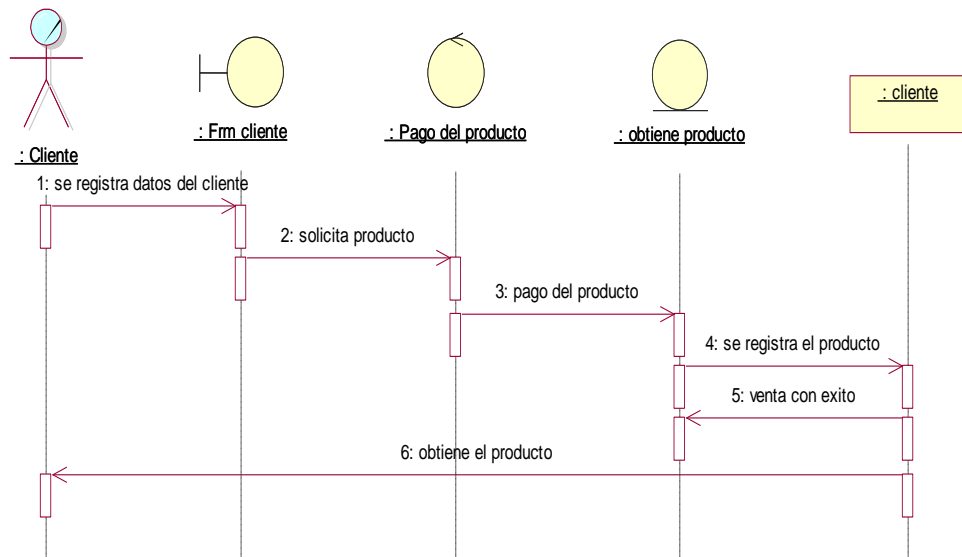 : Cliente
: Frm cliente
: Pago del producto
: obtiene producto
: cliente
1: se registra datos del cliente
2: solicita producto
3: pago del producto
4: se registra el producto
5: venta con exito
6: obtiene el producto